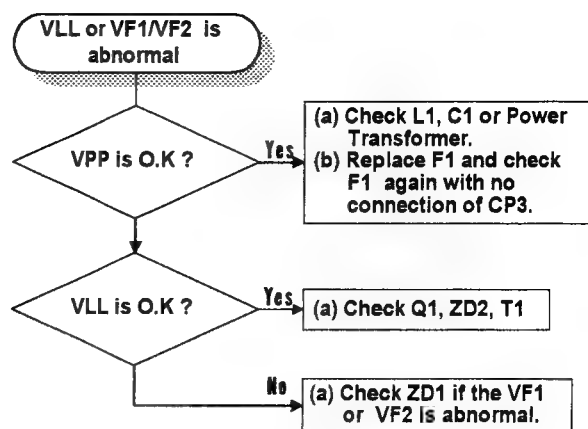 VLL or VF1/VF2 is
abnormal
VPP is O.K ?
Yes
(a) Check L1, C1 or Power
Transformer.
(b) Replace F1 and check
F1 again with no
connection of CP3.
VLL is O.K ?
Yes
(a) Check Q1, ZD2, T1
No
(a) Check ZD1 if the VF1
or VF2 is abnormal.